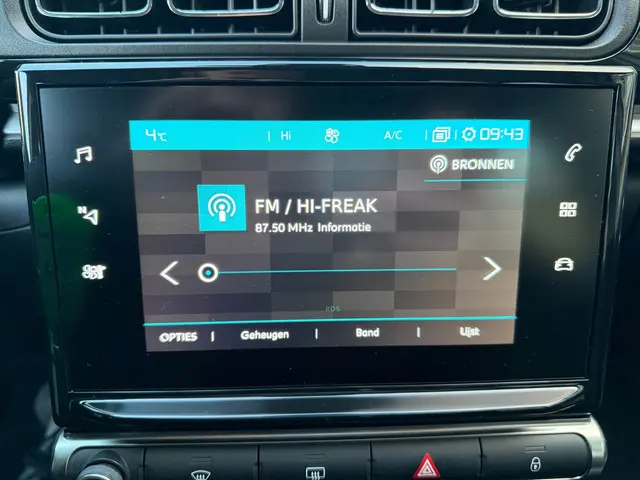 4°C | Hi A/C | | 09:43
BRONNEN
N
FM / HI-FREAK
87.50 MHz Informatie
RDS
OPTIES | Geheugen | Band | Lijst